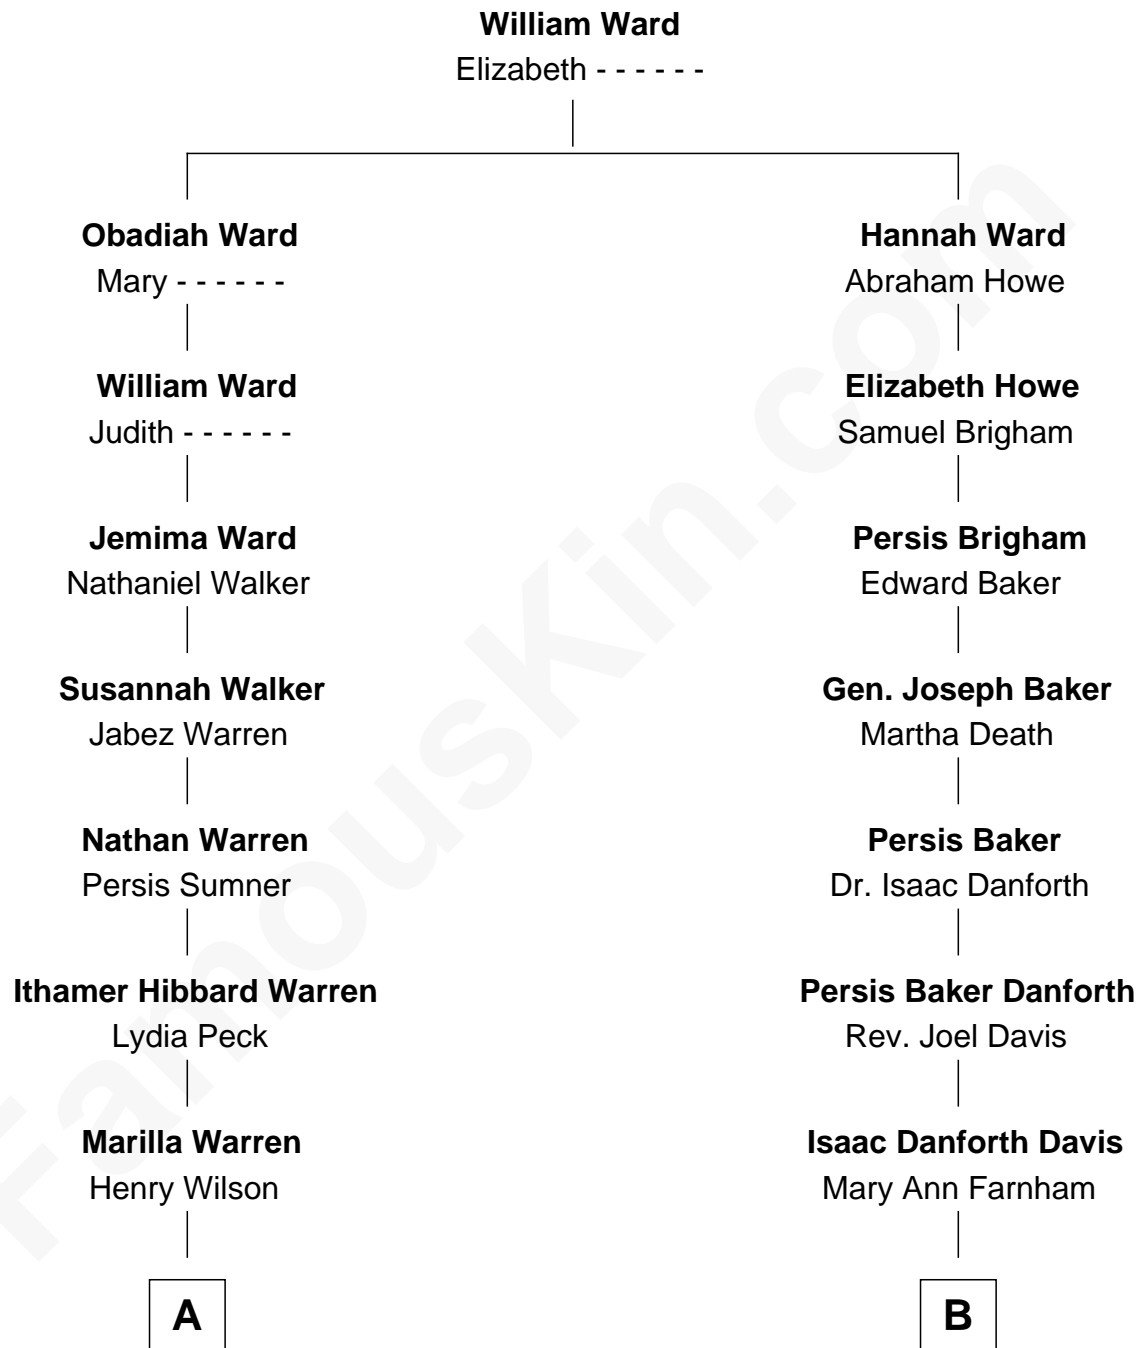 William Ward
Elizabeth - - - - - -
Obadiah Ward
Mary - - - - - -
William Ward
Judith - - - - - -
Jemima Ward
Nathaniel Walker
Susannah Walker
Jabez Warren
Nathan Warren
Persis Sumner
Ithamer Hibbard Warren
Lydia Peck
Marilla Warren
Henry Wilson
A
Hannah Ward
Abraham Howe
Elizabeth Howe
Samuel Brigham
Persis Brigham
Edward Baker
Gen. Joseph Baker
Martha Death
Persis Baker
Dr. Isaac Danforth
Persis Baker Danforth
Rev. Joel Davis
Isaac Danforth Davis
Mary Ann Farnham
B
FamousKin.com